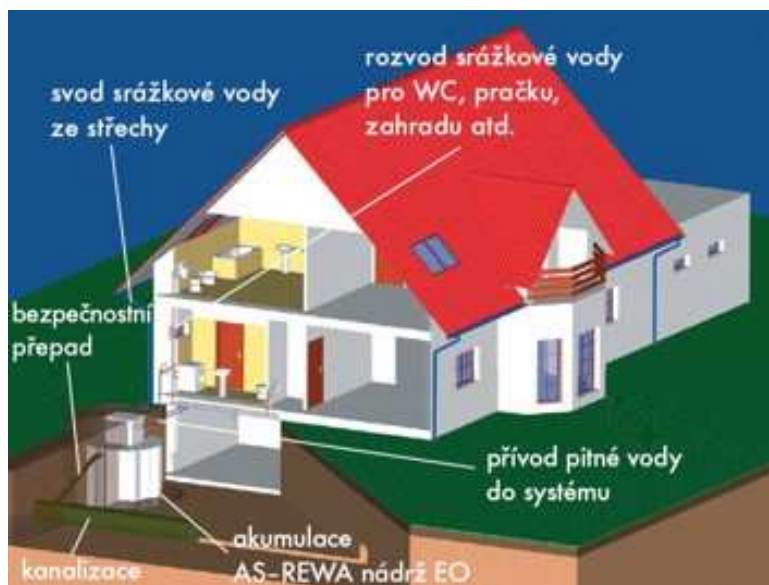 svod srážkové vody
ze střechy
rozvod srážkové vody
pro WC, pračku,
zahradu atd.
bezpečnostní
přepad
přívod pitné vody
do systému
akumulace
AS-REWA nádrž EO
kanalizace